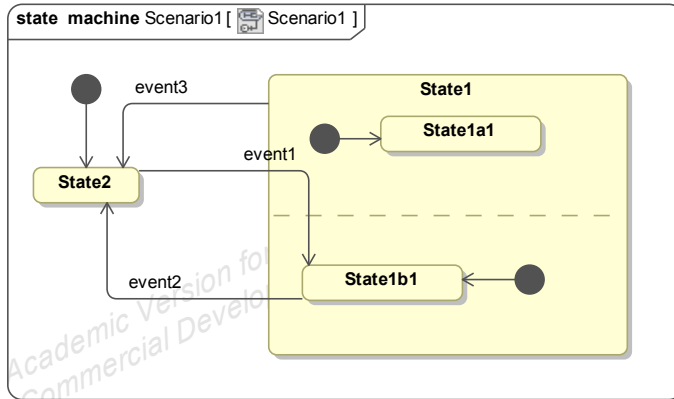 state machine Scenario1 [ Scenario1 ]
event3
State1
State1a1
event1
State2
State1b1
event2
Academic Version for
Commercial Develo